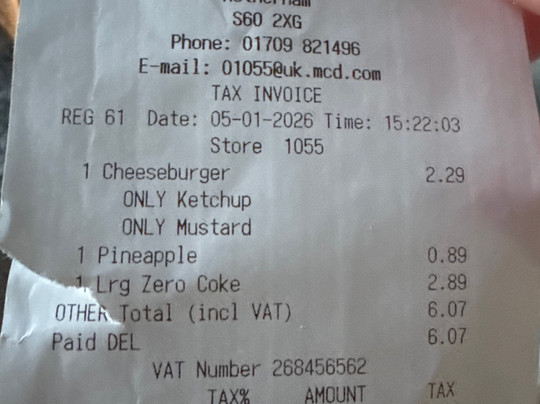 S60 2XG
Phone: 01709 821496
E-mail: 01055@uk.mcd.com
TAX INVOICE
REG 61 Date: 05-01-2026 Time: 15:22:03
Store 1055
1 Cheeseburger 2.29
ONLY Ketchup
ONLY Mustard
1 Pineapple 0.89
1 Lrg Zero Coke 2.89
OTHER Total (incl VAT) 6.07
Paid DEL 6.07
VAT Number 268456562
TAX% AMOUNT TAX